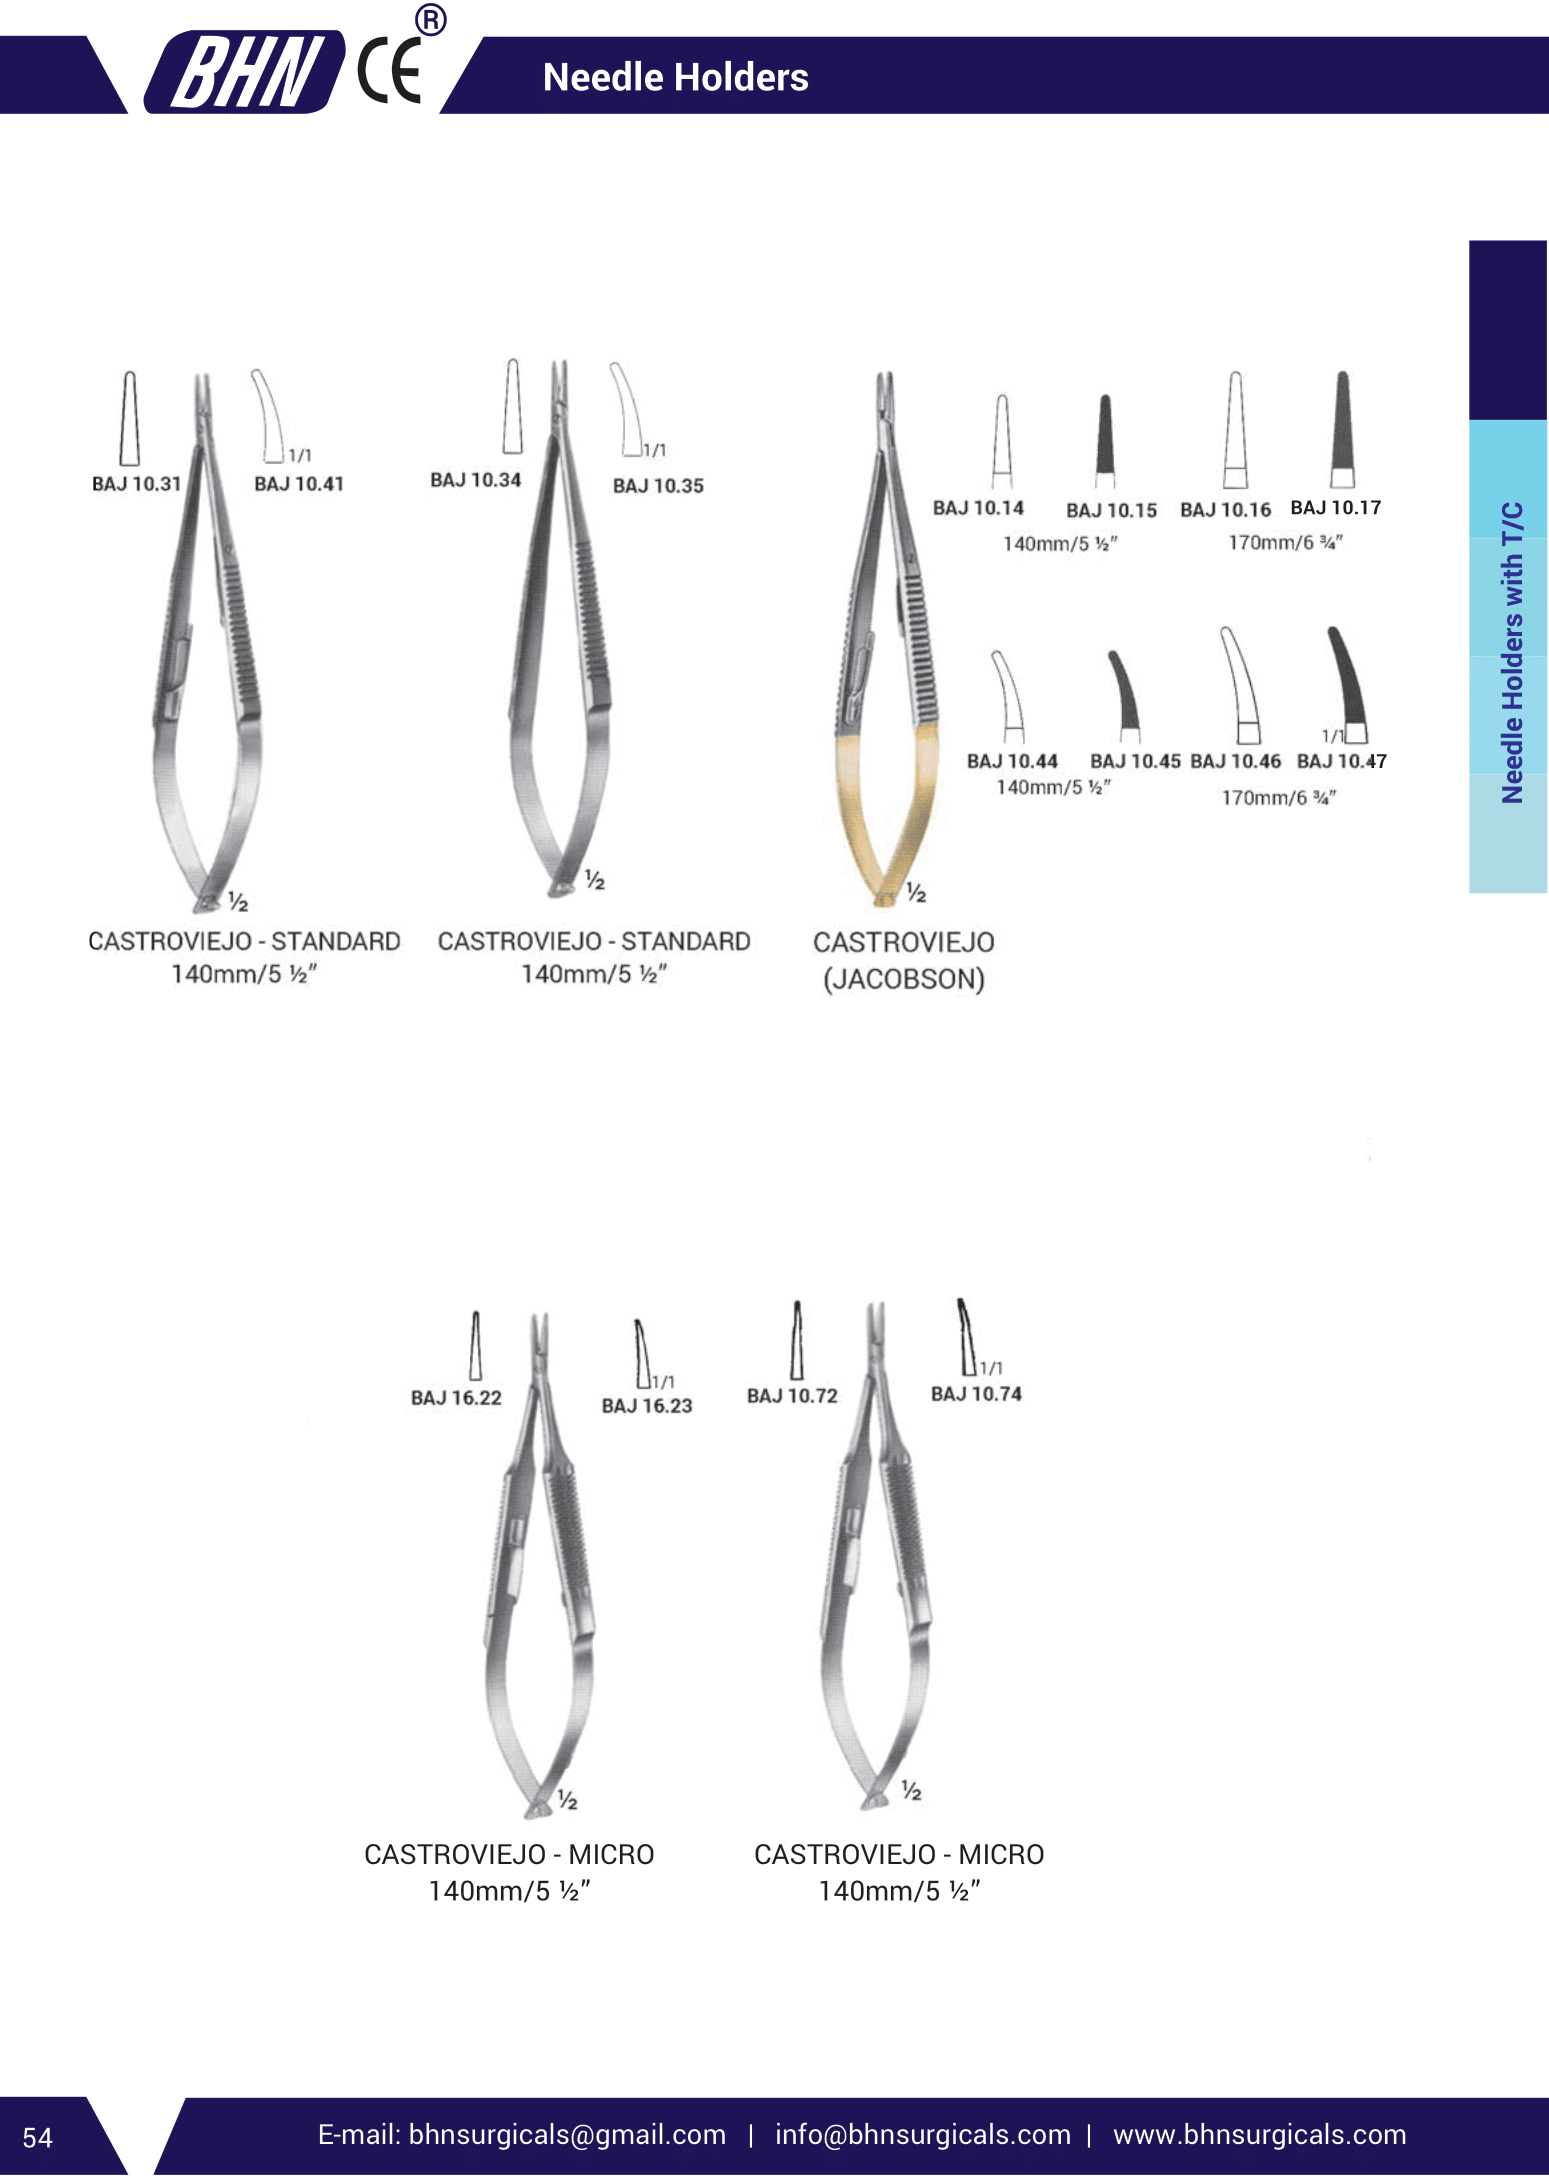 BHN CE ®
Needle Holders
1/1
BAJ 10.31
BAJ 10.41
½
CASTROVIEJO - STANDARD
140mm/5 ½”
1/1
BAJ 10.34
BAJ 10.35
½
CASTROVIEJO - STANDARD
140mm/5 ½”
BAJ 10.14
BAJ 10.15
BAJ 10.16
BAJ 10.17
140mm/5 ½”
170mm/6 ¾”
1/1
BAJ 10.44
BAJ 10.45
BAJ 10.46
BAJ 10.47
140mm/5 ½”
170mm/6 ¾”
½
CASTROVIEJO
(JACOBSON)
Needle Holders with T/C
1/1
BAJ 16.22
BAJ 16.23
½
CASTROVIEJO - MICRO
140mm/5 ½”
1/1
BAJ 10.72
BAJ 10.74
½
CASTROVIEJO - MICRO
140mm/5 ½”
54
E-mail: bhnsurgicals@gmail.com | info@bhnsurgicals.com | www.bhnsurgicals.com